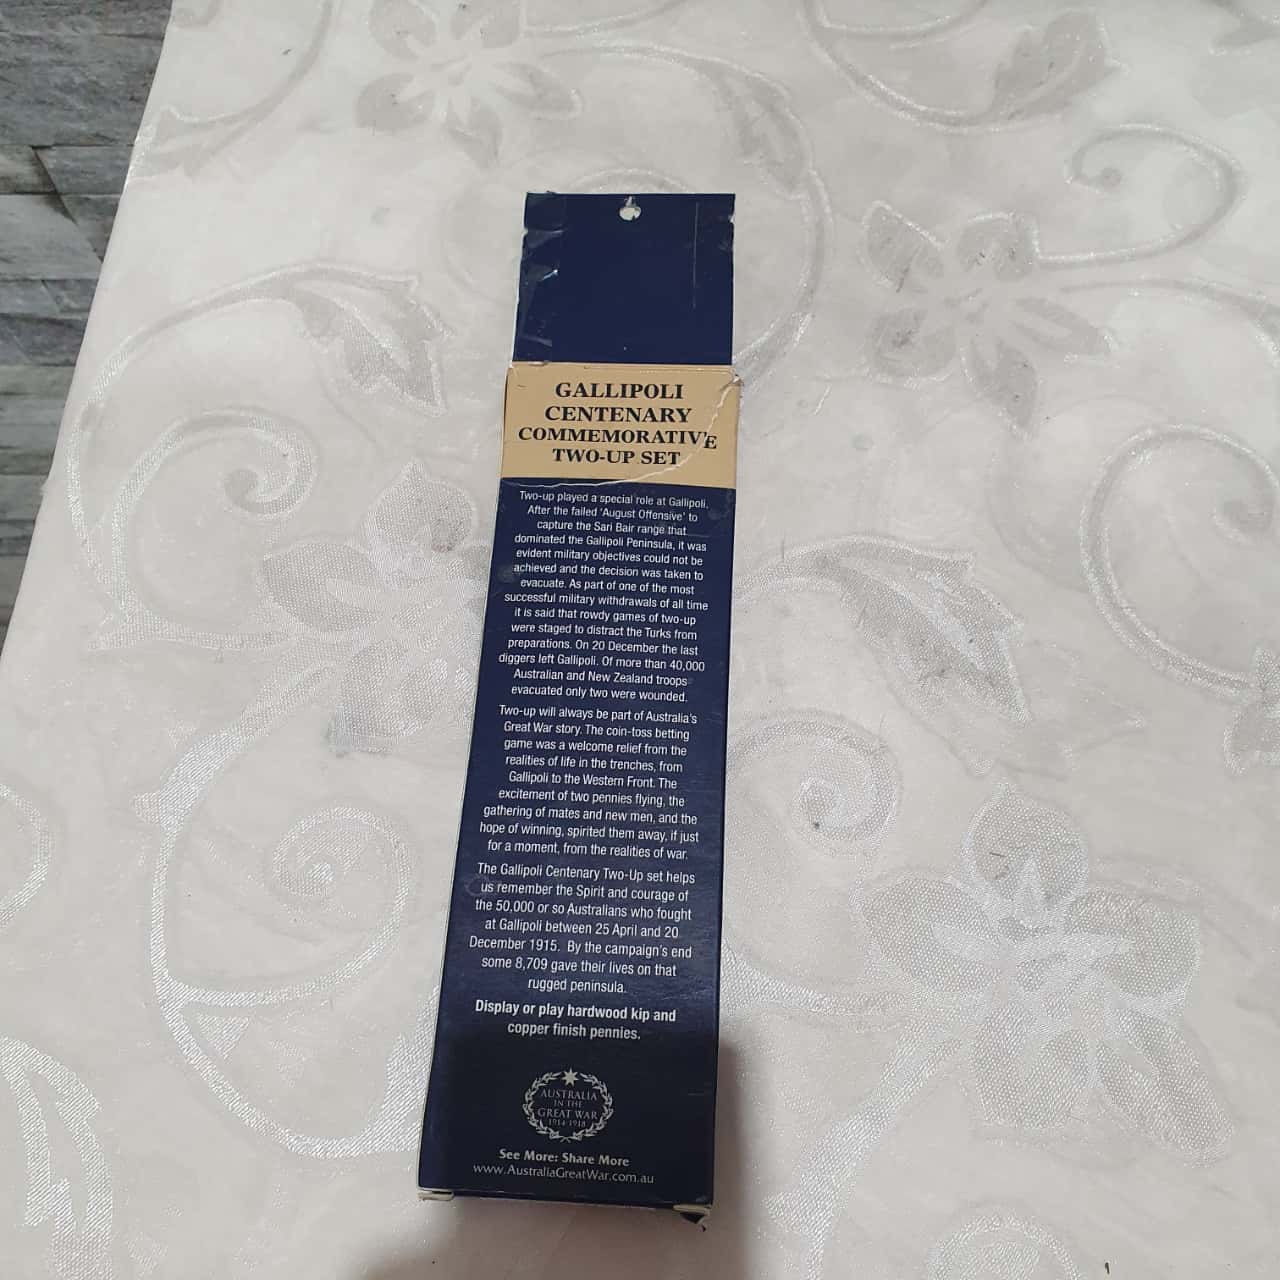 GALLIPOLI
CENTENARY
COMMEMORATIVE
TWO-UP SET
Two-up played a special role at Gallipoli.
After the failed 'August Offensive' to
capture the Sari Bair range that
dominated the Gallipoli Peninsula, it was
evident military objectives could not be
achieved and the decision was taken to
evacuate. As part of one of the most
successful military withdrawals of all time
it is said that rowdy games of two-up
were staged to distract the Turks from
preparations. On 20 December the last
diggers left Gallipoli. Of more than 40,000
Australian and New Zealand troops
evacuated only two were wounded.
Two-up will always be part of Australia's
Great War story. The coin-toss betting
game was a welcome relief from the
realities of life in the trenches, from
Gallipoli to the Western Front. The
excitement of two pennies flying, the
gathering of mates and new men, and the
hope of winning, spirited them away, if just
for a moment, from the realities of war.
The Gallipoli Centenary Two-Up set helps
us remember the Spirit and courage of
the 50,000 or so Australians who fought
at Gallipoli between 25 April and 20
December 1915. By the campaign's end
some 8,709 gave their lives on that
rugged peninsula.
Display or play hardwood kip and
copper finish pennies.
AUSTRALIA
IN THE
GREAT WAR
1914-1918
See More: Share More
www.AustraliaGreatWar.com.au